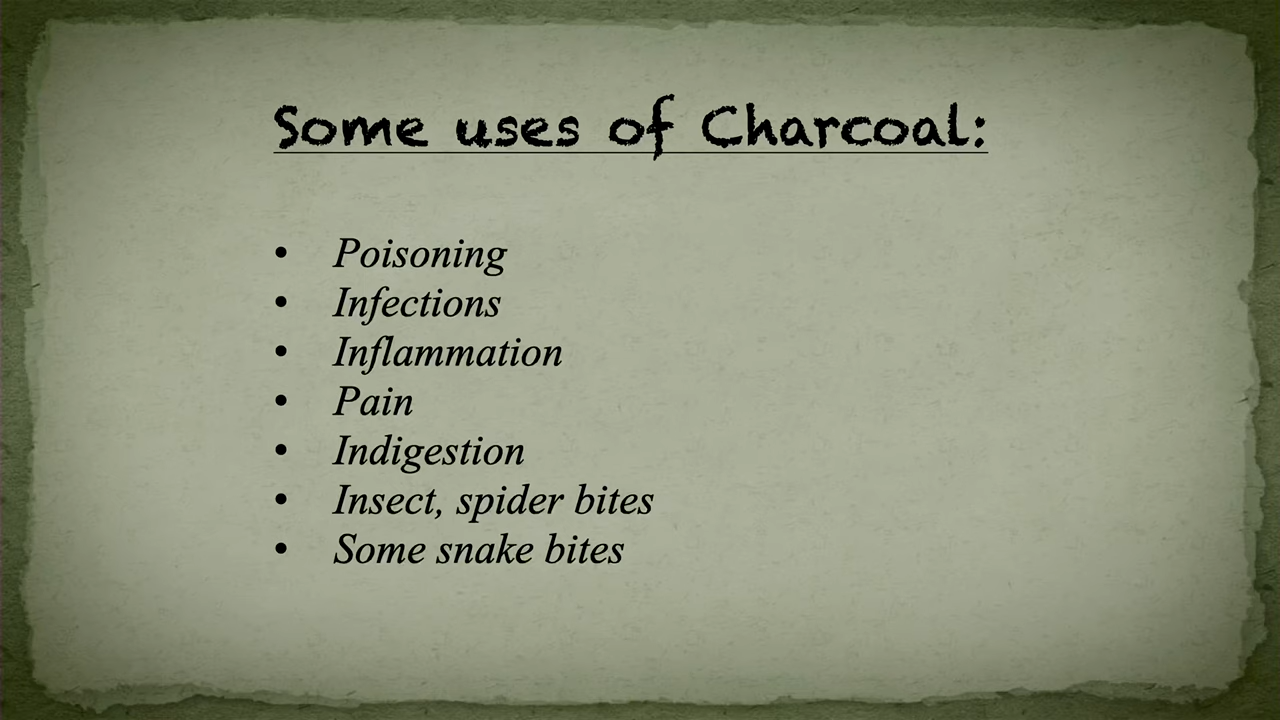 Some uses of Charcoal:
• Poisoning
• Infections
• Inflammation
• Pain
• Indigestion
• Insect, spider bites
• Some snake bites